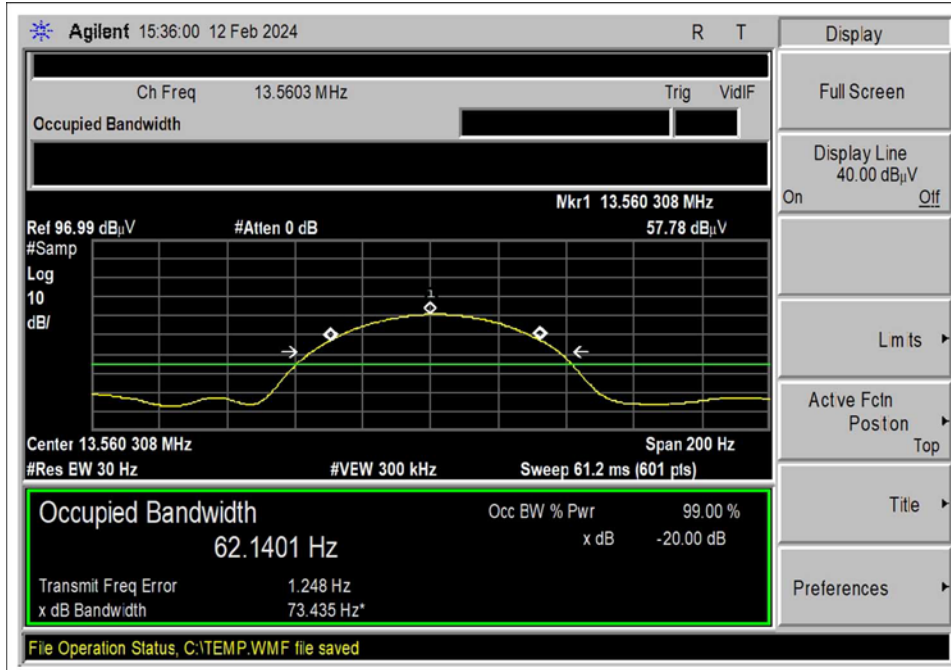 Agilent 15:36:00 12 Feb 2024 R T
Ch Freq 13.5603 MHz Trig VidIF
Occupied Bandwidth
Mkr1 13.560 308 MHz
Ref 96.99 dBµV #Atten 0 dB 57.78 dBµV
#Samp
Log
10
dB/
1
Center 13.560 308 MHz Span 200 Hz
#Res BW 30 Hz #VBW 300 kHz Sweep 61.2 ms (601 pts)
Occupied Bandwidth Occ BW % Pwr 99.00 %
62.1401 Hz x dB -20.00 dB
Transmit Freq Error 1.248 Hz
x dB Bandwidth 73.435 Hz*
File Operation Status, C:\TEMP.WMF file saved
Display
Full Screen
Display Line
40.00 dBµV
On Off
Lmits
Actve Fctn
Poston
Top
Title
Preferences